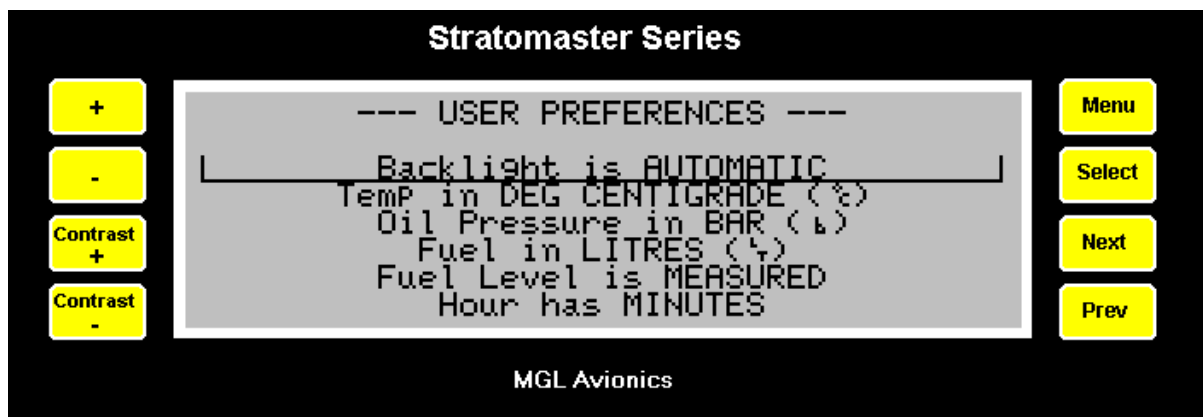 Stratomaster Series
+
-
Contrast
+
Contrast
-
--- USER PREFERENCES ---
Backlight is AUTOMATIC
Temp in DEG CENTIGRADE (℃)
Oil Pressure in BAR (b)
Fuel in LITRES (Lt)
Fuel Level is MEASURED
Hour has MINUTES
Menu
Select
Next
Prev
MGL Avionics